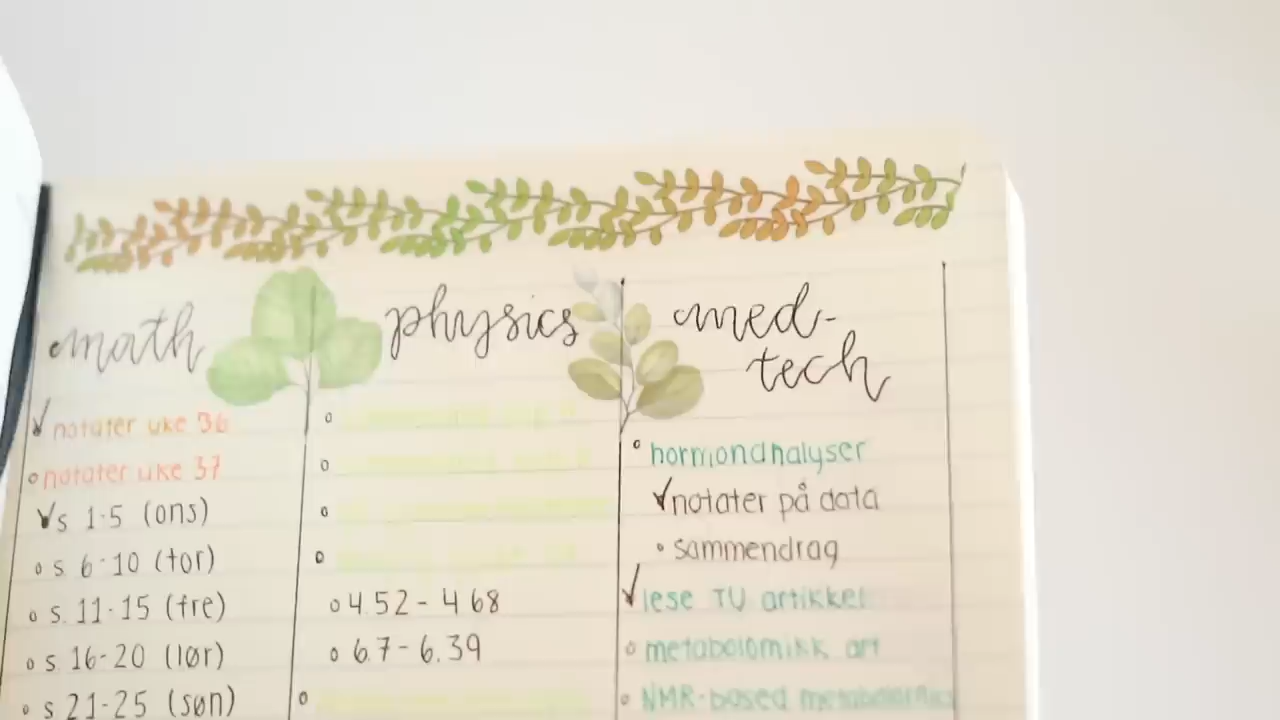 math
notater uke 36
notater uke 37
s 1-5 (ons)
s. 6-10 (tor)
s. 11-15 (fre)
s. 16-20 (lør)
s. 21-25 (søn)
physics
4.52 - 4.68
6.7 - 6.39
med-
tech
hormonanalyser
notater på data
sammendrag
lese TU artikkel
metabolomikk art
NMR-based metabolomics